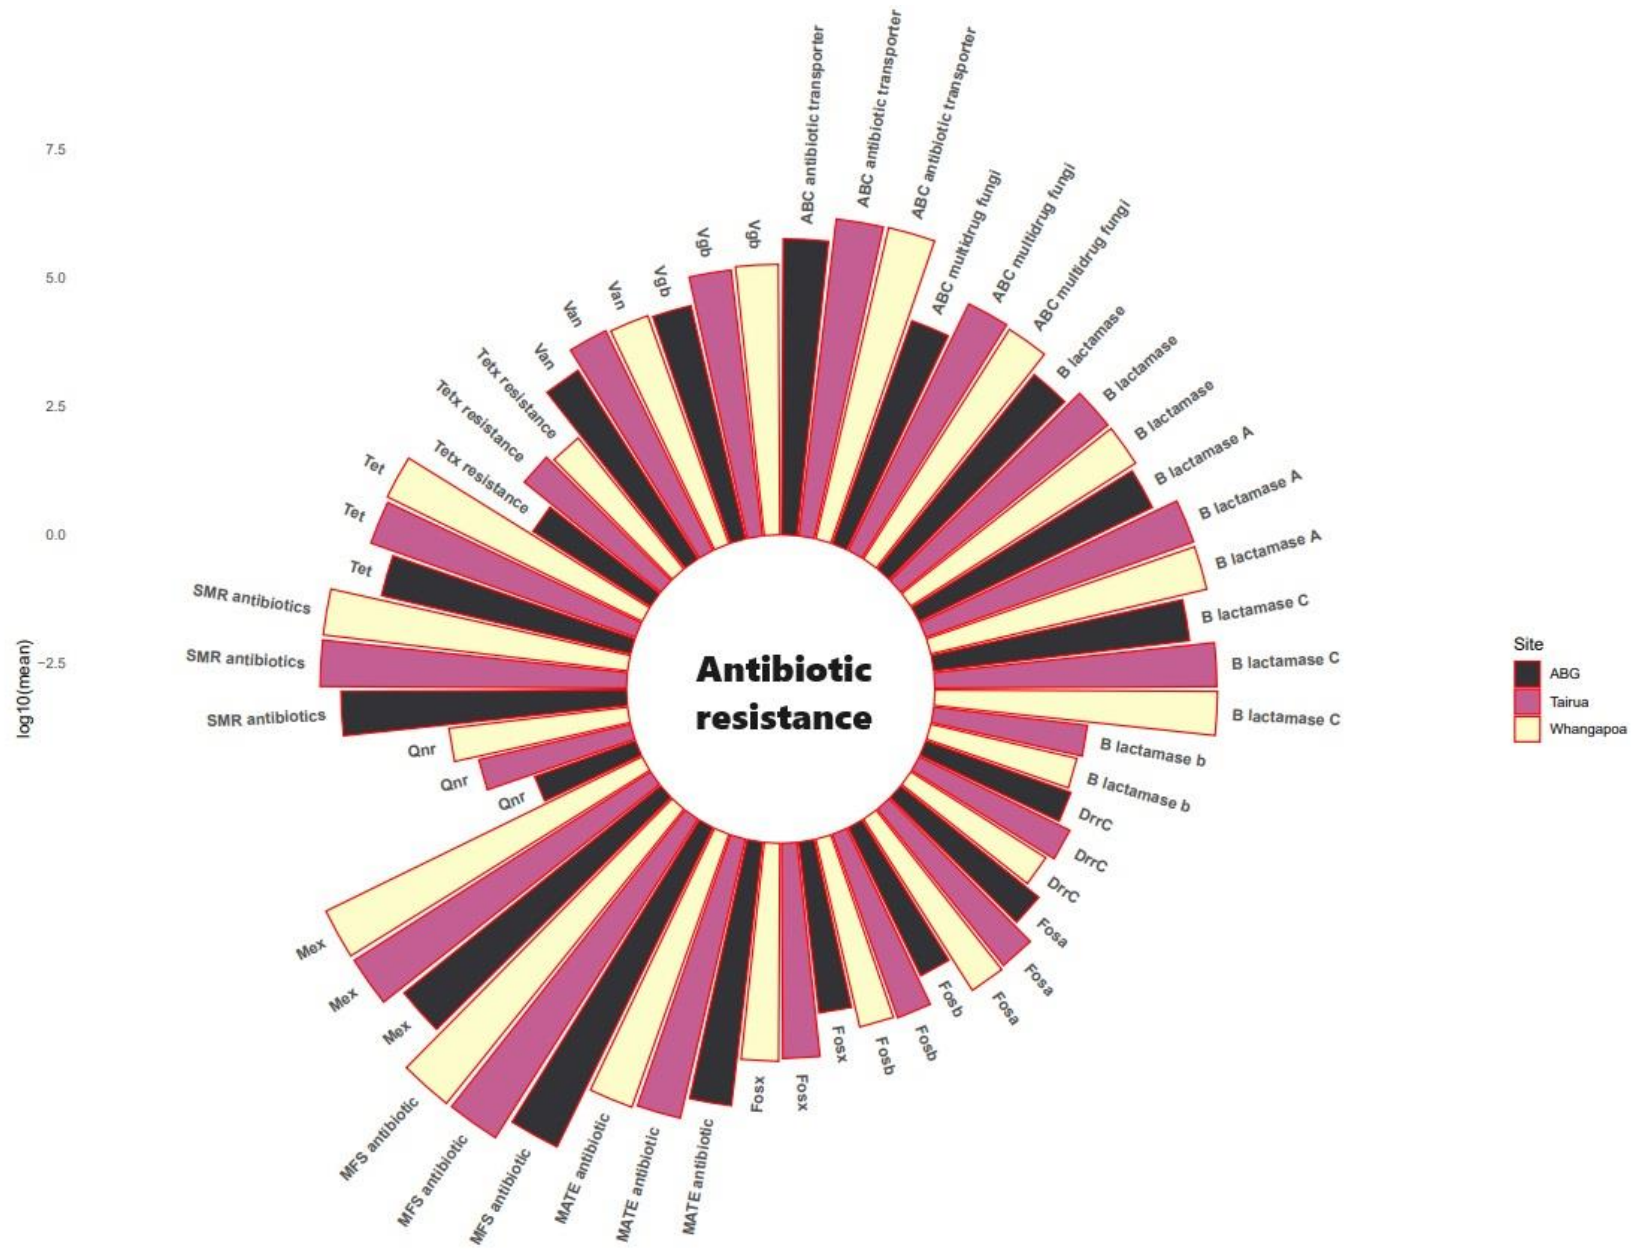 7.5
5.0
2.5
0.0
−2.5
log10(mean)
ABC antibiotic transporter
ABC antibiotic transporter
ABC antibiotic transporter
ABC multidrug fungi
ABC multidrug fungi
ABC multidrug fungi
B lactamase
B lactamase
B lactamase
B lactamase A
B lactamase A
B lactamase A
B lactamase C
B lactamase C
B lactamase C
B lactamase b
B lactamase b
DrrC
DrrC
DrrC
Fosa
Fosa
Fosa
Fosb
Fosb
Fosb
Fosx
Fosx
Fosx
MATE antibiotic
MATE antibiotic
MATE antibiotic
MFS antibiotic
MFS antibiotic
MFS antibiotic
Mex
Mex
Mex
Qnr
Qnr
Qnr
SMR antibiotics
SMR antibiotics
SMR antibiotics
Tet
Tet
Tet
Tetx resistance
Tetx resistance
Tetx resistance
Van
Van
Van
Vgb
Vgb
Vgb
Antibiotic
resistance
Site
ABG
Tairua
Whangapoa